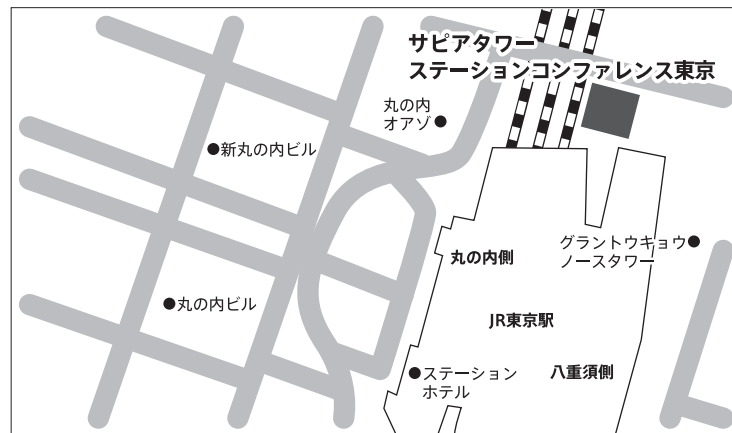 サピアタワー
ステーションコンファレンス東京
丸の内
オアゾ
新丸の内ビル
グラントウキョウ
ノースタワー
丸の内側
丸の内ビル
JR東京駅
ステーション
ホテル
八重須側